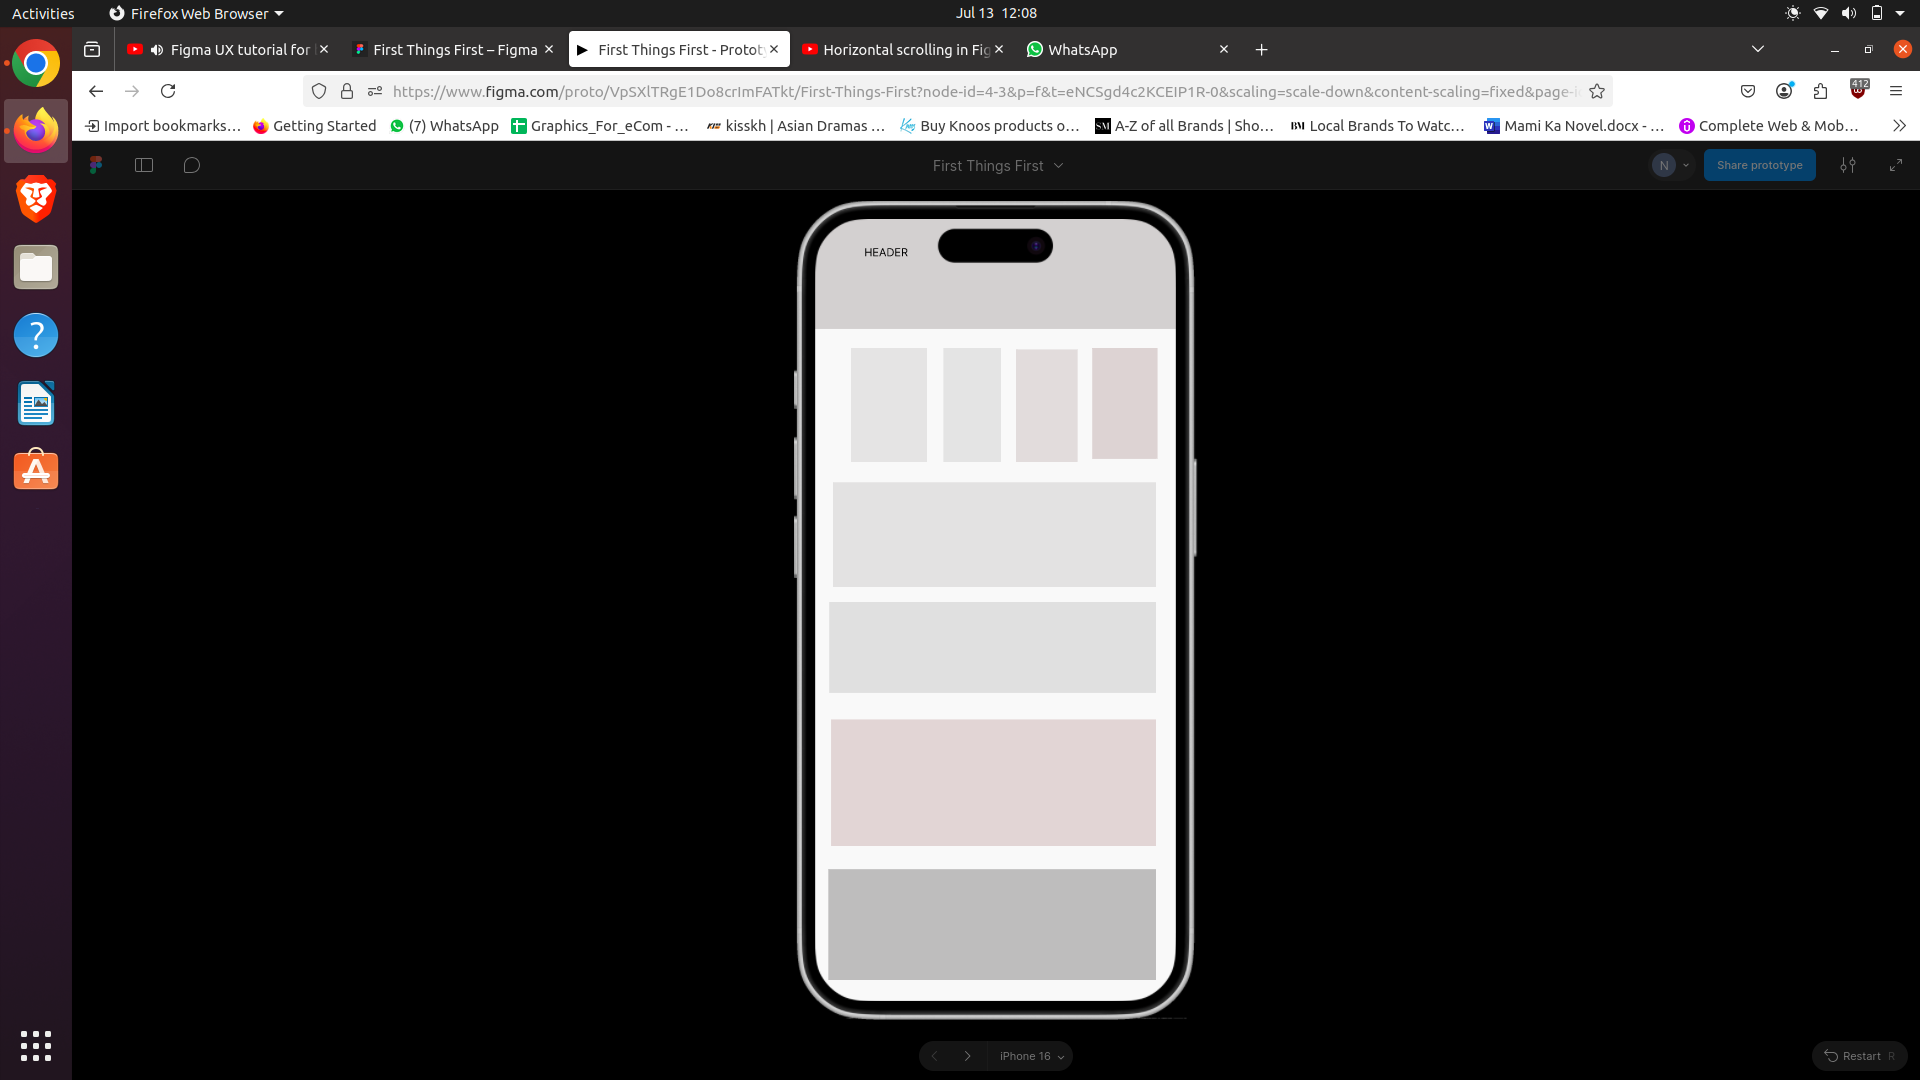 Activities
Firefox Web Browser
Jul 13 12:08
Figma UX tutorial for
First Things First – Figma
First Things First - Prototy
Horizontal scrolling in Fig
WhatsApp
https://www.figma.com/proto/VpSXlTRgE1Do8crImFATkt/First-Things-First?node-id=4-3&p=f&t=eNCSgd4c2KCEIP1R-0&scaling=scale-down&content-scaling=fixed&page-i
412
Import bookmarks…
Getting Started
(7) WhatsApp
Graphics_For_eCom - …
kisskh | Asian Dramas …
Buy Knoos products o…
A-Z of all Brands | Sho…
Local Brands To Watc…
Mami Ka Novel.docx - …
Complete Web & Mob…
First Things First
N
Share prototype
HEADER
iPhone 16
Restart R